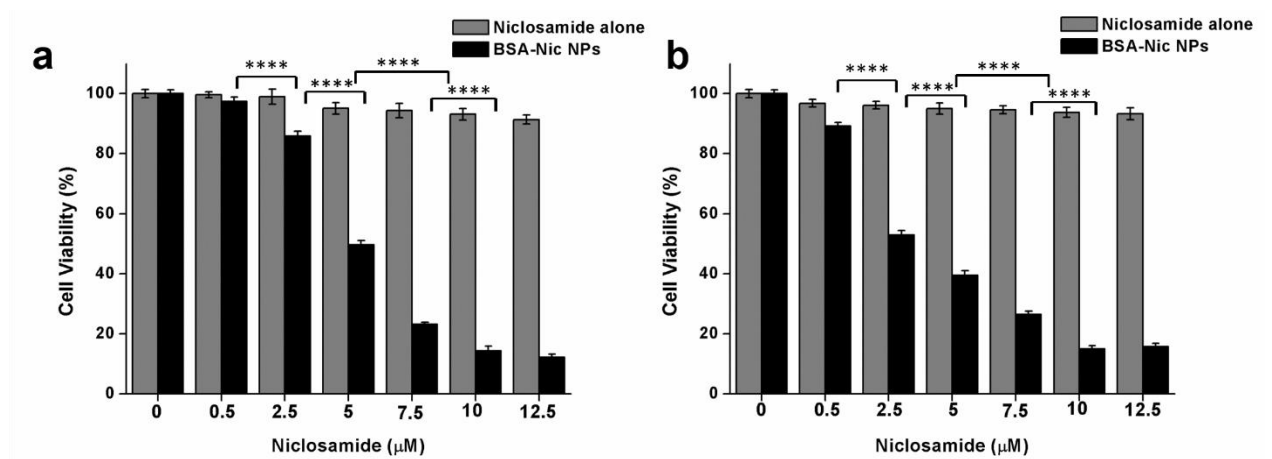 a
Niclosamide alone
BSA-Nic NPs
****
****
****
****
Cell Viability (%)
100
80
60
40
20
0
0 0.5 2.5 5 7.5 10 12.5
Niclosamide (μM)
b
Niclosamide alone
BSA-Nic NPs
****
****
****
****
Cell Viability (%)
100
80
60
40
20
0
0 0.5 2.5 5 7.5 10 12.5
Niclosamide (μM)